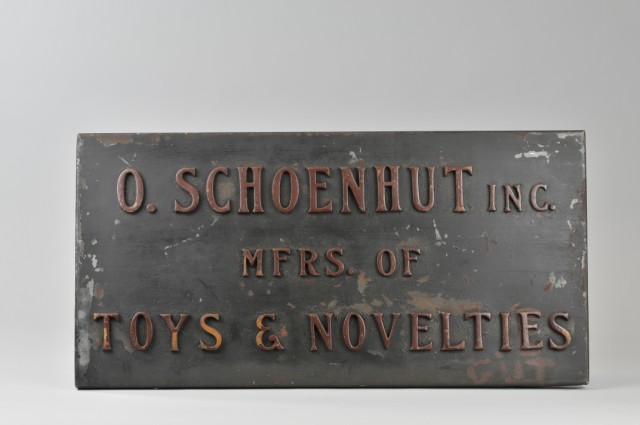 O. SCHOENHUT INC.
MFRS. OF
TOYS & NOVELTIES